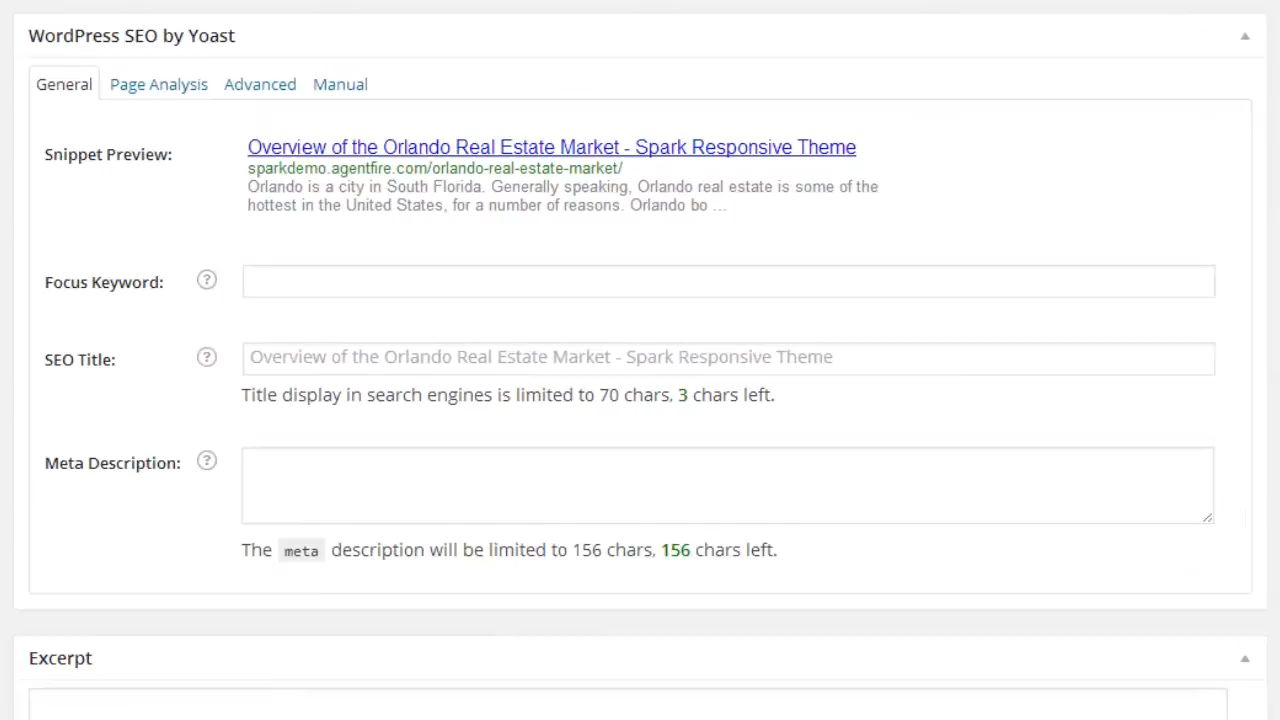 WordPress SEO by Yoast
General Page Analysis Advanced Manual
Snippet Preview:
Overview of the Orlando Real Estate Market - Spark Responsive Theme
sparkdemo.agentfire.com/orlando-real-estate-market/
Orlando is a city in South Florida. Generally speaking, Orlando real estate is some of the
hottest in the United States, for a number of reasons. Orlando bo ...
Focus Keyword: ?
SEO Title: ? Overview of the Orlando Real Estate Market - Spark Responsive Theme
Title display in search engines is limited to 70 chars, 3 chars left.
Meta Description: ?
The meta description will be limited to 156 chars, 156 chars left.
Excerpt